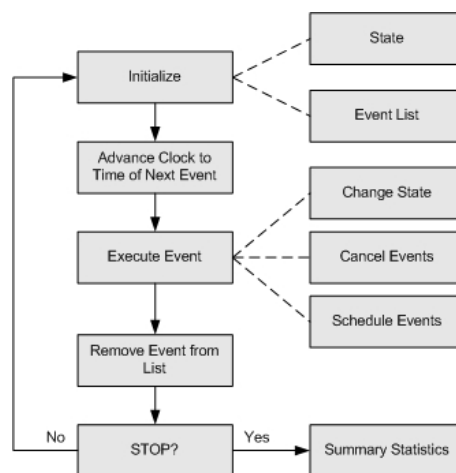 State
Initialize
Event List
Advance Clock to
Time of Next Event
Change State
Execute Event
Cancel Events
Schedule Events
Remove Event from
List
No
STOP?
Yes
Summary Statistics